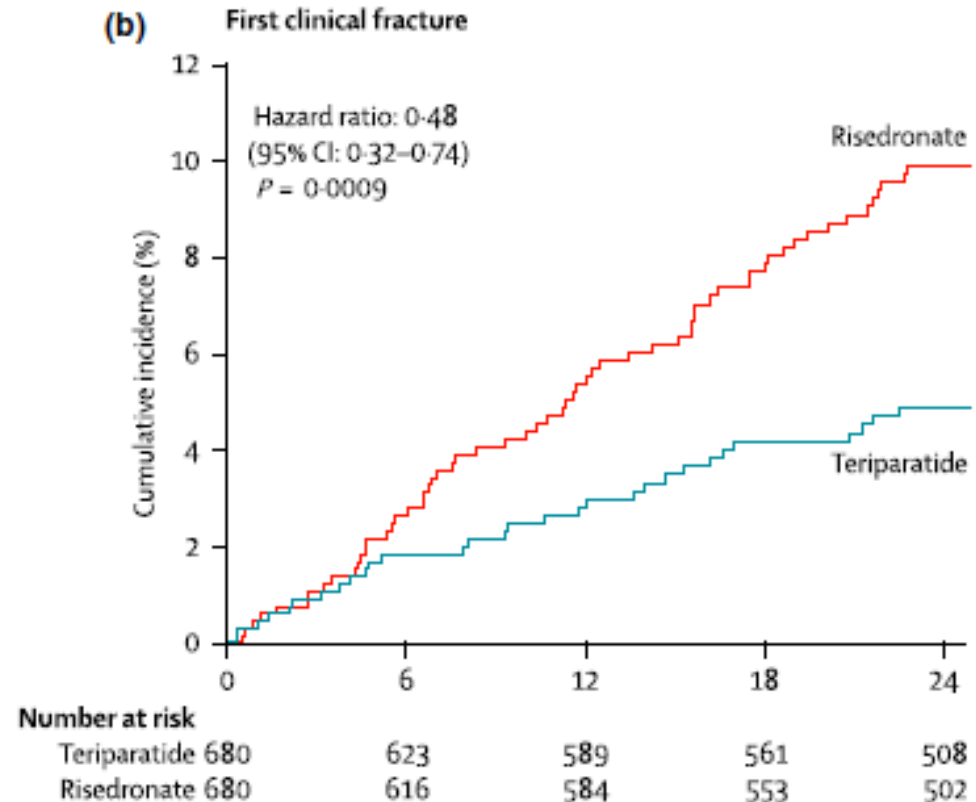 (b) First clinical fracture
12
Hazard ratio: 0·48
(95% CI: 0·32–0·74)
P = 0·0009
Risedronate
10
8
Cumulative incidence (%)
6
4
Teriparatide
2
0
0 6 12 18 24
Number at risk
Teriparatide 680 623 589 561 508
Risedronate 680 616 584 553 502